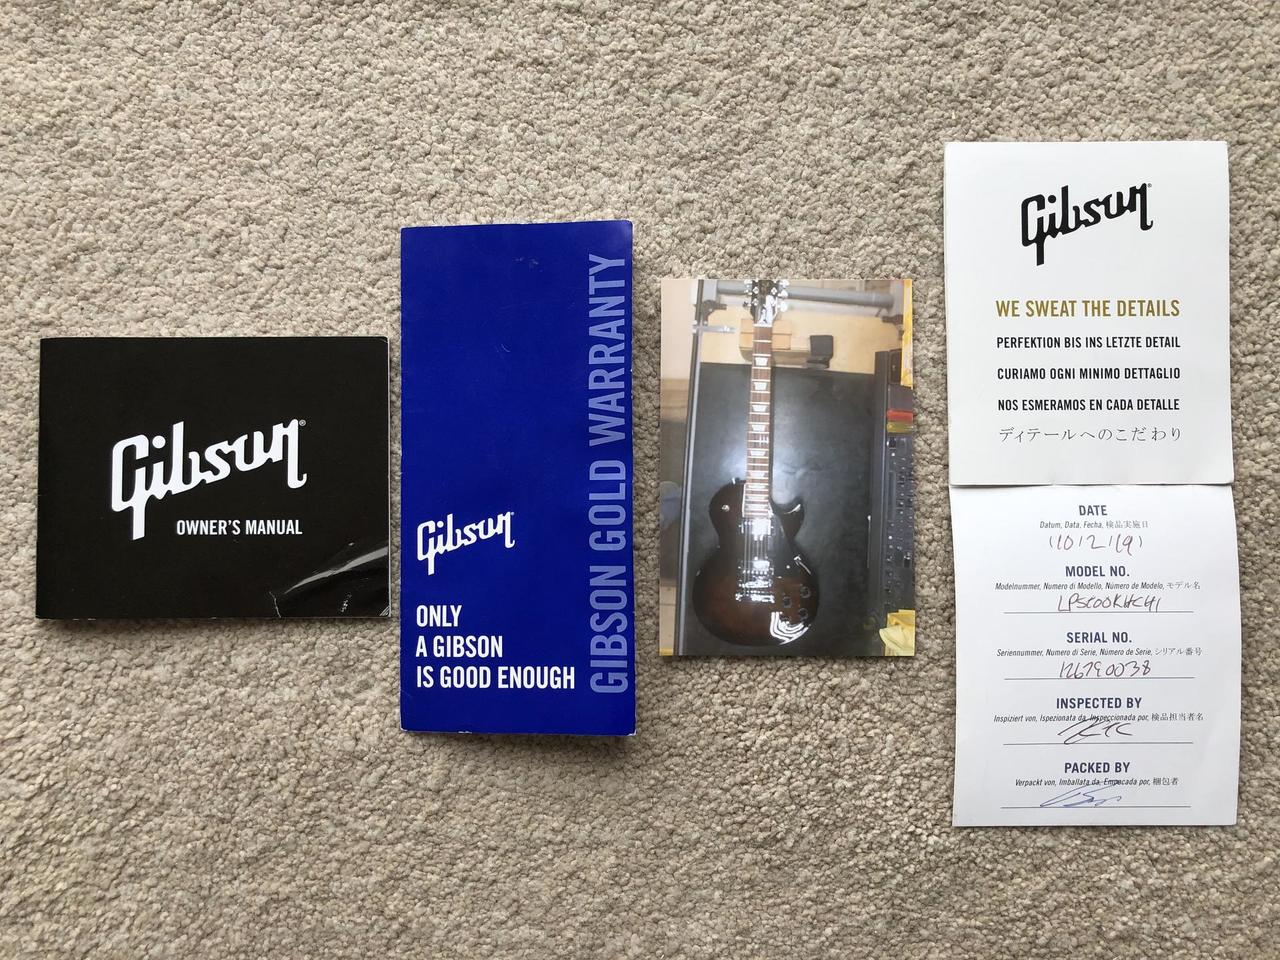 Gibson
OWNER'S MANUAL
GIBSON GOLD WARRANTY
Gibson
ONLY
A GIBSON
IS GOOD ENOUGH
Gibson
WE SWEAT THE DETAILS
PERFEKTION BIS INS LETZTE DETAIL
CURIAMO OGNI MINIMO DETTAGLIO
NOS ESMERAMOS EN CADA DETALLE
ディテールへのこだわり
DATE
Datum, Data, Fecha, 検品実施日
MODEL NO.
Modelnummer, Numero di Modello, Número de Modelo, モデル名
SERIAL NO.
Seriennummer, Numero di Serie, Número de Serie, シリアル番号
126790038
INSPECTED BY
Inspiziert von, Ispezionata da, Inspeccionada por, 検品担当者名
PACKED BY
Verpackt von, Imballata da, Empacada por, 梱包者